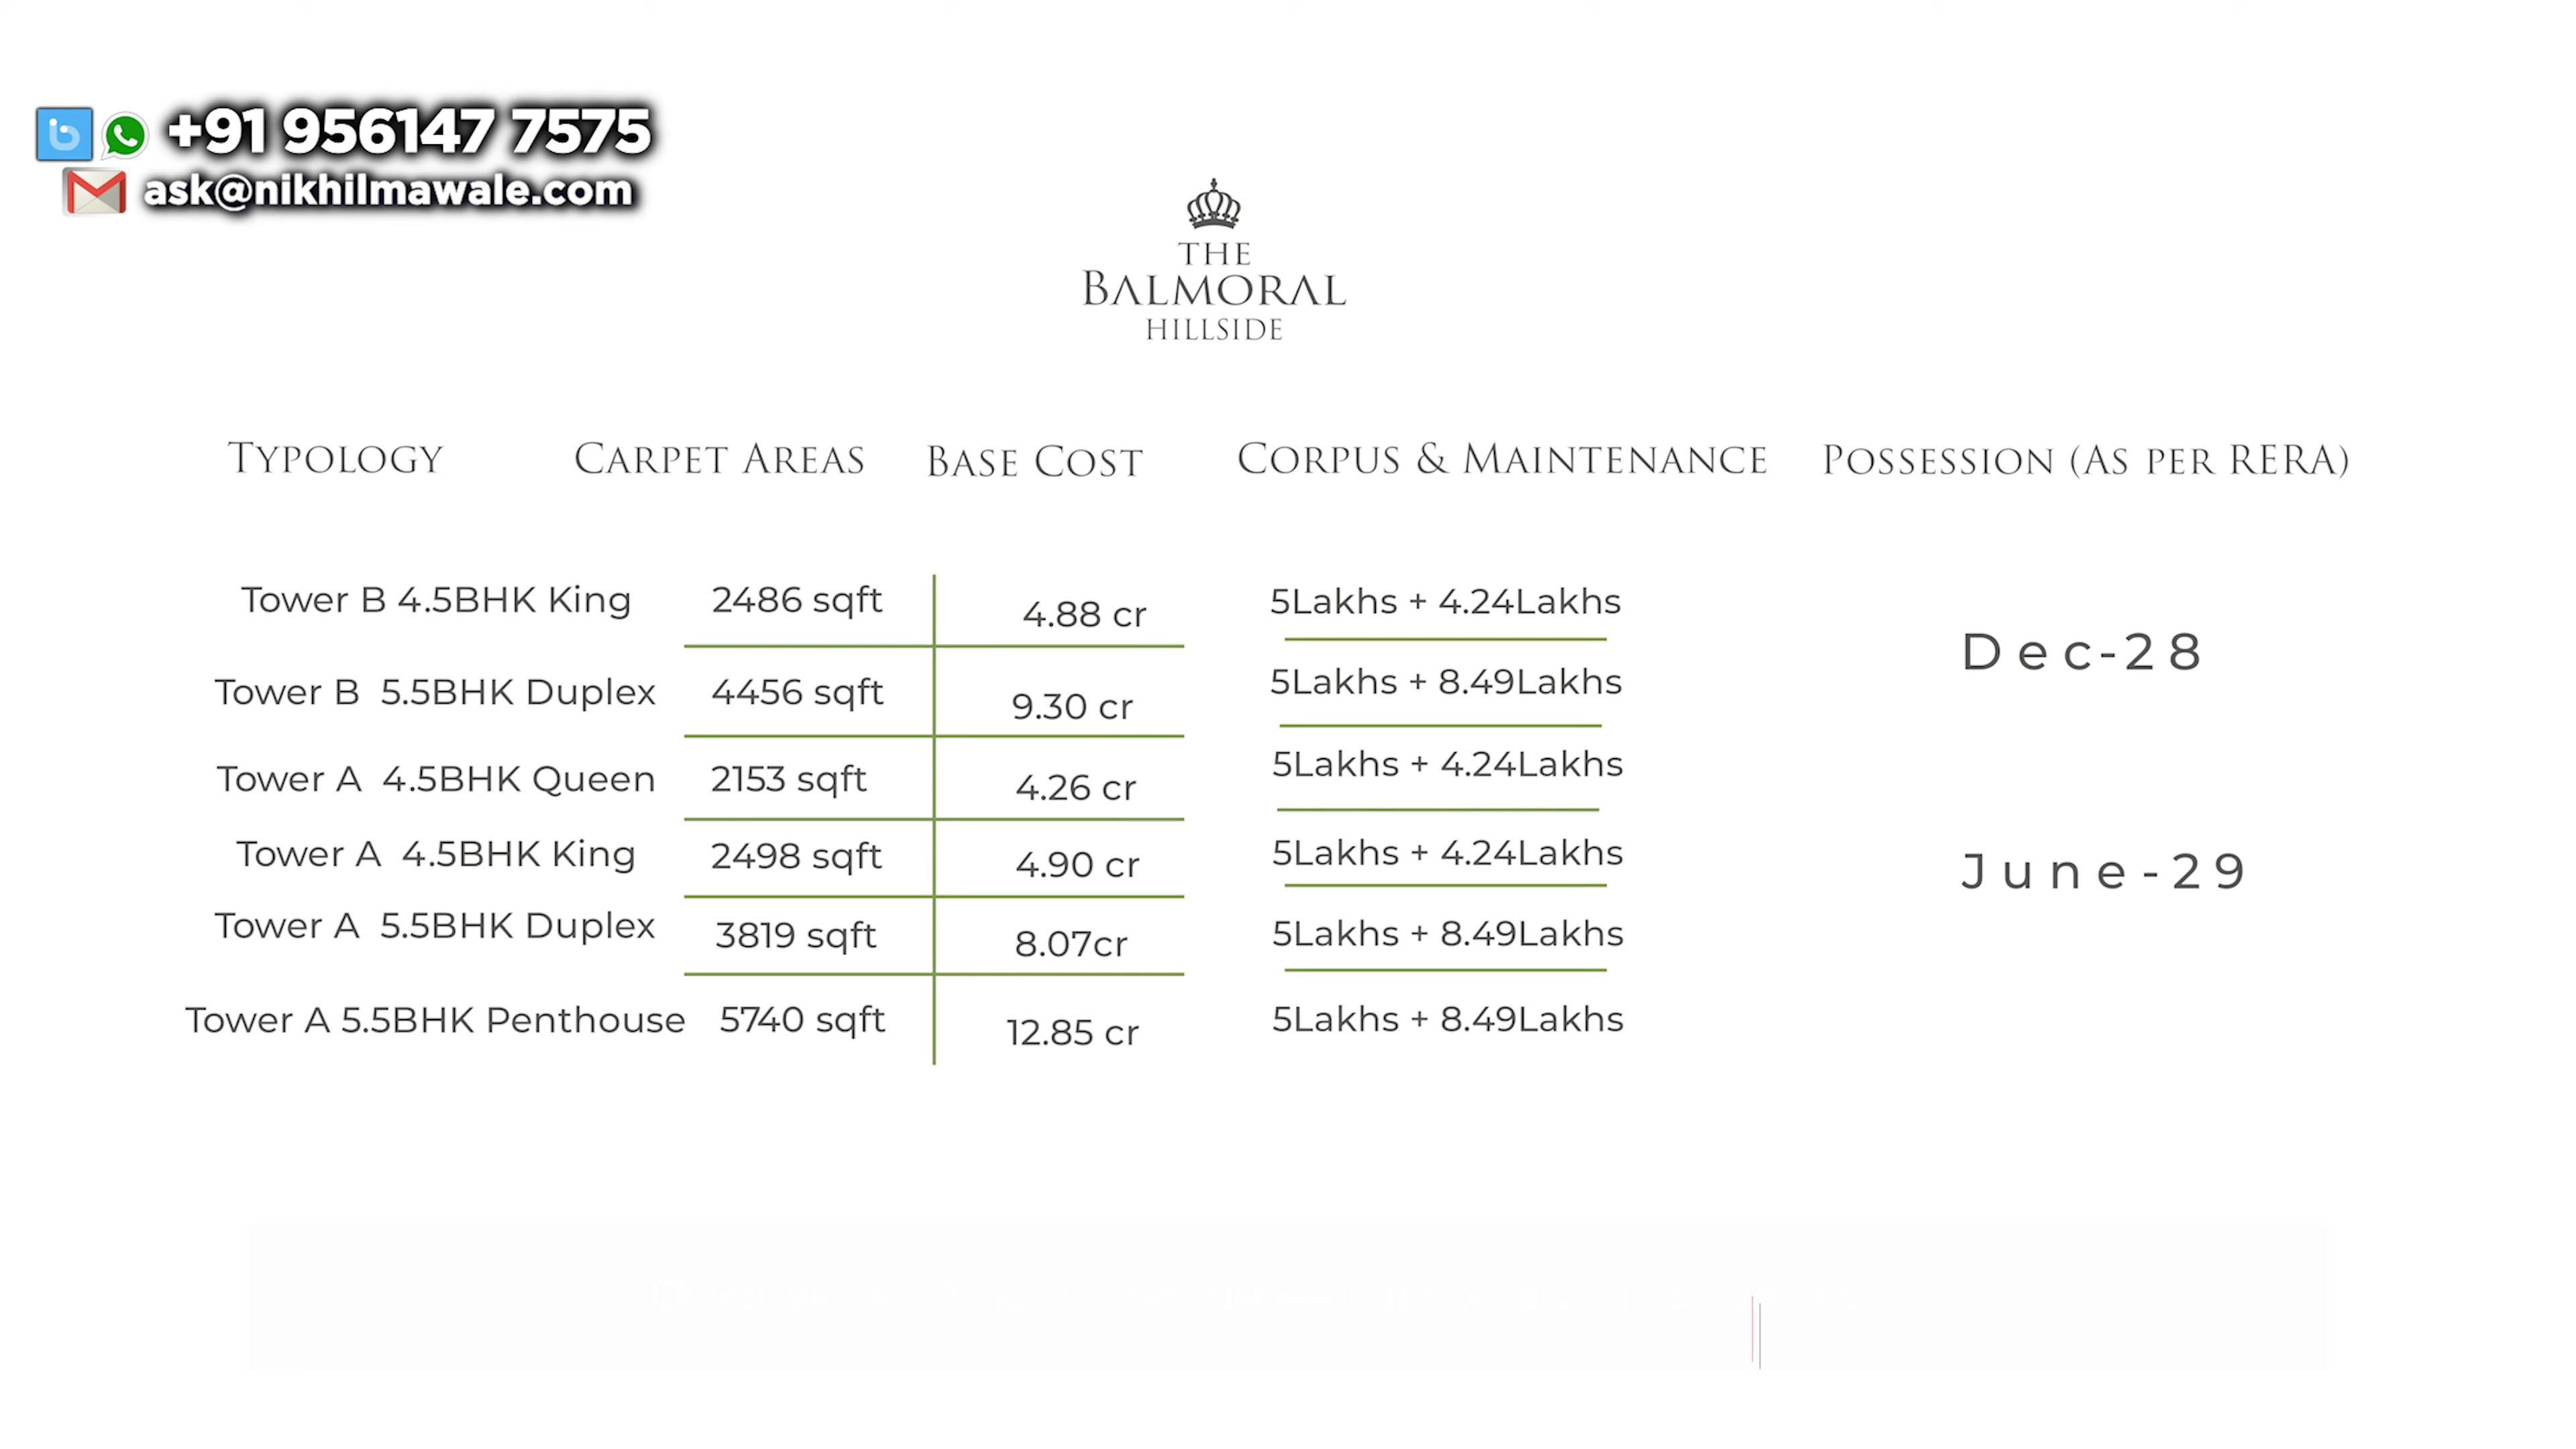 +91 956147 7575
ask@nikhilmawale.com
THE
BALMORAL
HILLSIDE
TYPOLOGY CARPET AREAS BASE COST CORPUS & MAINTENANCE POSSESSION (AS PER RERA)
Tower B 4.5BHK King 2486 sqft 4.88 cr 5Lakhs + 4.24Lakhs
Dec-28
Tower B 5.5BHK Duplex 4456 sqft 9.30 cr 5Lakhs + 8.49Lakhs
Tower A 4.5BHK Queen 2153 sqft 4.26 cr 5Lakhs + 4.24Lakhs
Tower A 4.5BHK King 2498 sqft 4.90 cr 5Lakhs + 4.24Lakhs
June-29
Tower A 5.5BHK Duplex 3819 sqft 8.07cr 5Lakhs + 8.49Lakhs
Tower A 5.5BHK Penthouse 5740 sqft 12.85 cr 5Lakhs + 8.49Lakhs